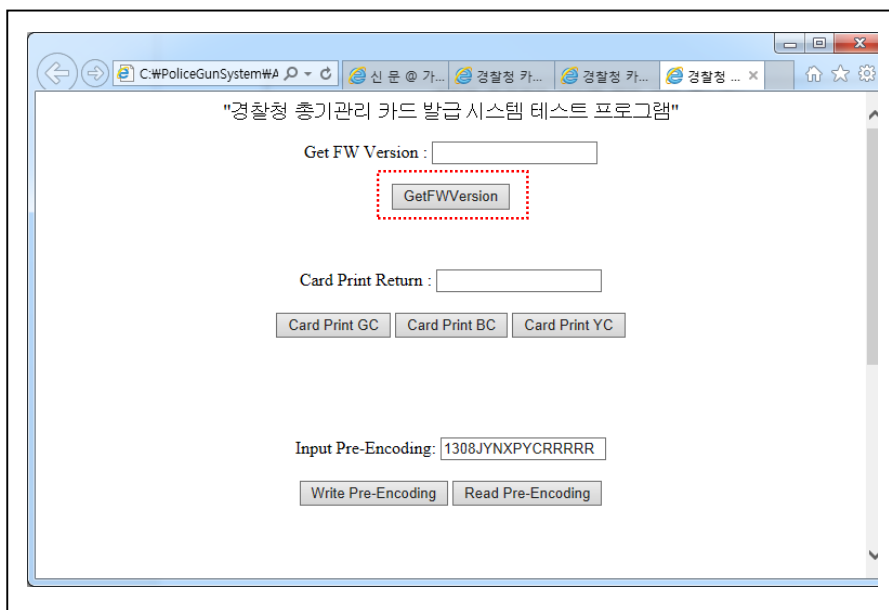 C:₩PoliceGunSystem₩A
신 문 @ 가...
경찰청 카...
경찰청 카...
경찰청 ...
"경찰청 총기관리 카드 발급 시스템 테스트 프로그램"
Get FW Version :
GetFWVersion
Card Print Return :
Card Print GC Card Print BC Card Print YC
Input Pre-Encoding: 1308JYNXPYCRRRRR
Write Pre-Encoding Read Pre-Encoding